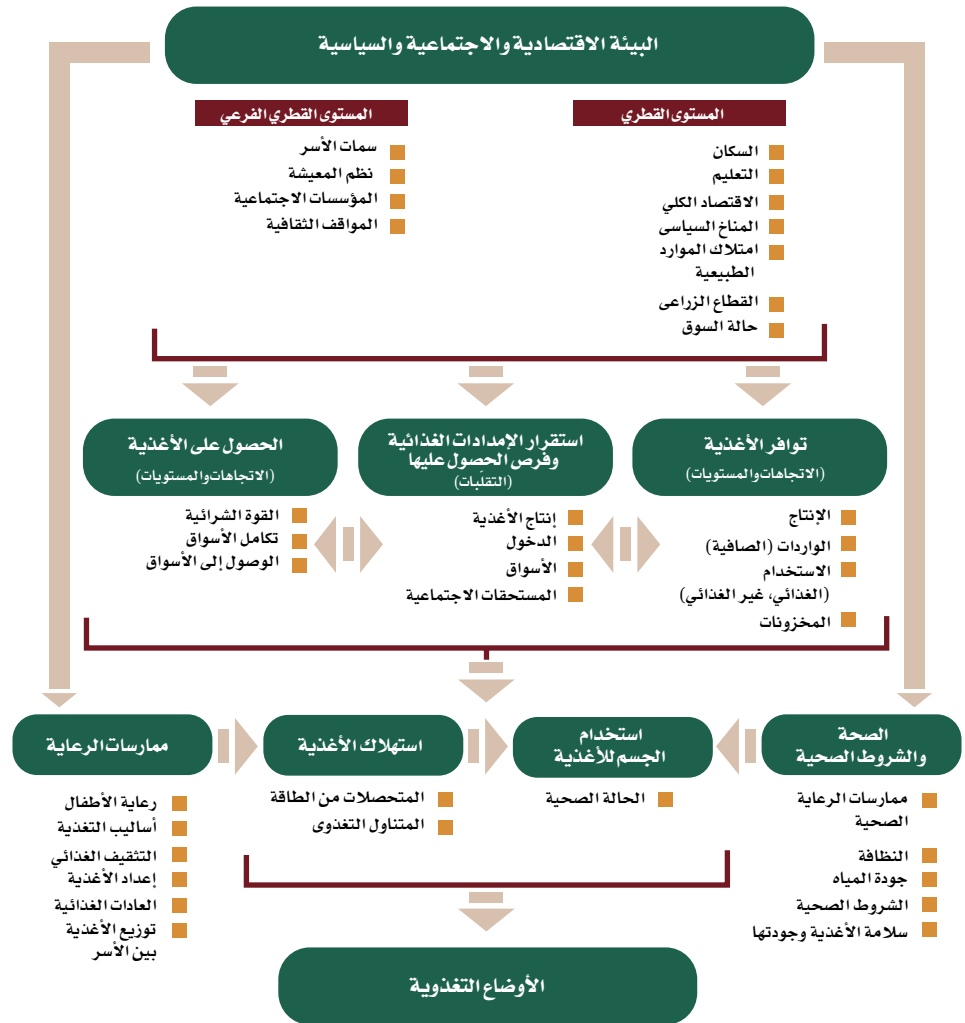 البيئة الاقتصادية والاجتماعية والسياسية
المستوى القطري
السكان
التعليم
الاقتصاد الكلي
المناخ السياسى
امتلاك الموارد
الطبيعية
القطاع الزراعى
حالة السوق
المستوى القطري الفرعي
سمات الأسر
نظم المعيشة
المؤسسات الاجتماعية
المواقف الثقافية
توافر الأغذية
(الاتجاهات والمستويات)
الإنتاج
الواردات (الصافية)
الاستخدام
(الغذائي، غير الغذائي)
المخزونات
استقرار الإمدادات الغذائية
وفرص الحصول عليها
(التقلّبات)
إنتاج الأغذية
الدخول
الأسواق
المستحقات الاجتماعية
الحصول على الأغذية
(الاتجاهات والمستويات)
القوة الشرائية
تكامل الأسواق
الوصول إلى الأسواق
الصحة
والشروط الصحية
ممارسات الرعاية
الصحية
النظافة
جودة المياه
الشروط الصحية
سلامة الأغذية وجودتها
استخدام
الجسم للأغذية
الحالة الصحية
استهلاك الأغذية
المتحصلات من الطاقة
المتناول التغذوى
ممارسات الرعاية
رعاية الأطفال
أساليب التغذية
التثقيف الغذائي
إعداد الأغذية
العادات الغذائية
توزيع الأغذية
بين الأسر
الأوضاع التغذوية